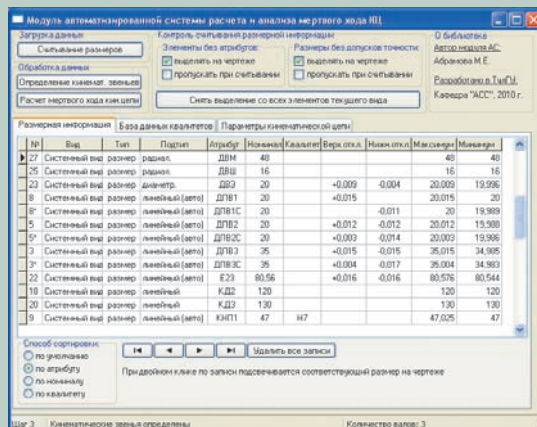 Модуль автоматизированной системы расчета и анализа мертвого хода КЦ
Загрузка данных
Считывание размеров
Обработка данных
Определение кинемат. звеньев
Расчет мертвого хода кин.цепи
Контроль считывания размерной информации
Элементы без атрибутов:
выделять на чертеже
пропускать при считывании
Размеры без допусков точности:
выделять на чертеже
пропускать при считывании
Снять выделение со всех элементов текущего вида
О библиотеке
Автор модуля АС:
Абрамова М.Е.
Разработано в ТулГУ,
Кафедра "АСС", 2010 г.
Размерная информация База данных квалитетов Параметры кинематической цепи
№ Вид Тип Подтип Атрибут Номинал Квалитет Верх.откл. Нижн.откл. Максимум Минимум
27 Системный вид размер радиал. ДВМ 48 48 48
25 Системный вид размер радиал. ДВШ 16 16 16
23 Системный вид размер диаметр. ДВЭ 20 +0,009 -0,004 20,009 19,996
8 Системный вид размер линейный (авто) ДПВ1 20 +0,015 20,015 20
8* Системный вид размер линейный (авто) ДПВ1С 20 -0,011 20 19,989
5 Системный вид размер линейный (авто) ДПВ2 20 +0,012 -0,012 20,012 19,988
5* Системный вид размер линейный (авто) ДПВ2С 20 +0,003 -0,014 20,003 19,986
3 Системный вид размер линейный (авто) ДПВ3 35 +0,015 -0,015 35,015 34,985
3* Системный вид размер линейный (авто) ДПВ3С 35 +0,004 -0,017 35,004 34,983
22 Системный вид размер линейный (авто) Е23 80,56 +0,016 -0,016 80,576 80,544
18 Системный вид размер линейный КД2 120 120 120
20 Системный вид размер линейный КД3 130 130 130
9 Системный вид размер линейный (авто) КНП1 47 Н7 47,025 47
Способ сортировки:
по умолчанию
по атрибуту
по номиналу
по квалитету
Удалить все записи
При двойном клике по записи подсвечивается соответствующий размер на чертеже
Шаг 3 Кинематические звенья определены Количество валов: 3